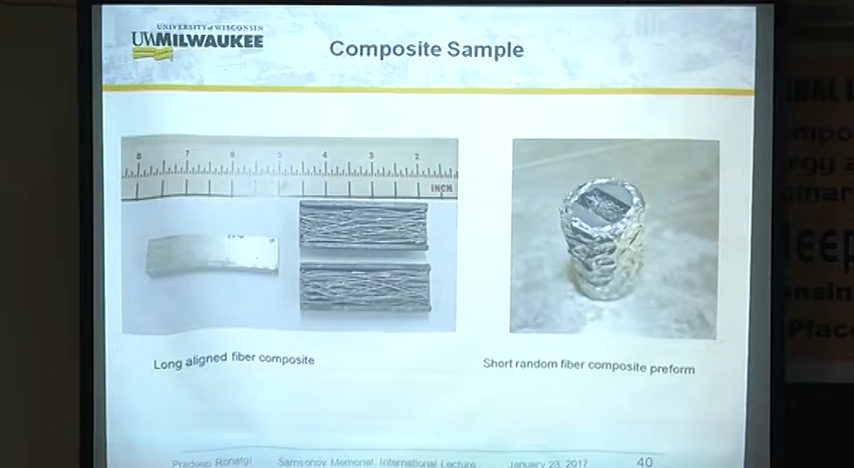 UNIVERSITY of WISCONSIN
UWMILWAUKEE
Composite Sample
8 7 6 5 4 3 2
INCH
Long aligned fiber composite
Short random fiber composite preform
Pradeep Rohatgi Samsonov Memorial International Lecture January 23, 2017 40